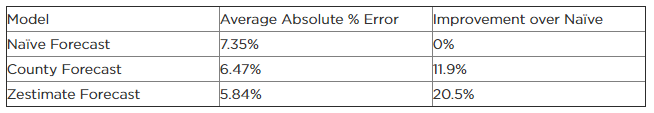 Model Average Absolute % Error Improvement over Naïve
Naïve Forecast 7.35% 0%
County Forecast 6.47% 11.9%
Zestimate Forecast 5.84% 20.5%